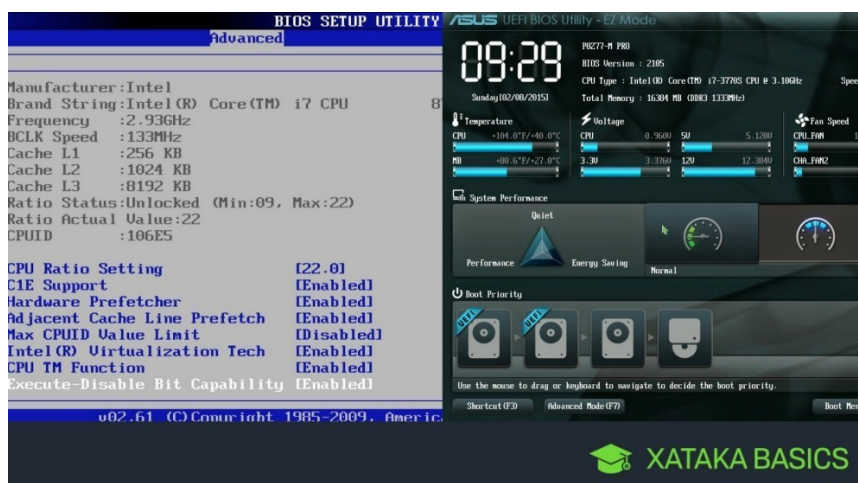 BIOS SETUP UTILITY
Advanced
Manufacturer:Intel
Brand String:Intel(R) Core(TM) i7 CPU 8
Frequency :2.93GHz
BCLK Speed :133MHz
Cache L1 :256 KB
Cache L2 :1024 KB
Cache L3 :8192 KB
Ratio Status:Unlocked (Min:09, Max:22)
Ratio Actual Value:22
CPUID :106E5
CPU Ratio Setting [22.0]
C1E Support [Enabled]
Hardware Prefetcher [Enabled]
Adjacent Cache Line Prefetch [Enabled]
Max CPUID Value Limit [Disabled]
Intel(R) Virtualization Tech [Enabled]
CPU TM Function [Enabled]
Execute-Disable Bit Capability [Enabled]
v02.61 (C)Copyright 1985-2009, Americ
ASUS UEFI BIOS Utility - EZ Mode
09:29
Sunday[02/08/2015]
P8Z77-M PRO
BIOS Version : 2105
CPU Type : Intel(R) Core(TM) i7-3770S CPU @ 3.10GHz Spee
Total Memory : 16384 MB (DDR3 1333MHz)
Temperature
CPU +104.0°F/+40.0°C
MB +80.6°F/+27.0°C
Voltage
CPU 0.960V 5V 5.120V
3.3V 3.376V 12V 12.384V
Fan Speed
CPU_FAN 1
CHA_FAN2
System Performance
Quiet
Performance
Energy Saving
Normal
Boot Priority
UEFI
UEFI
Use the mouse to drag or keyboard to navigate to decide the boot priority.
Shortcut(F3) Advanced Mode(F7) Boot Men
XATAKA BASICS